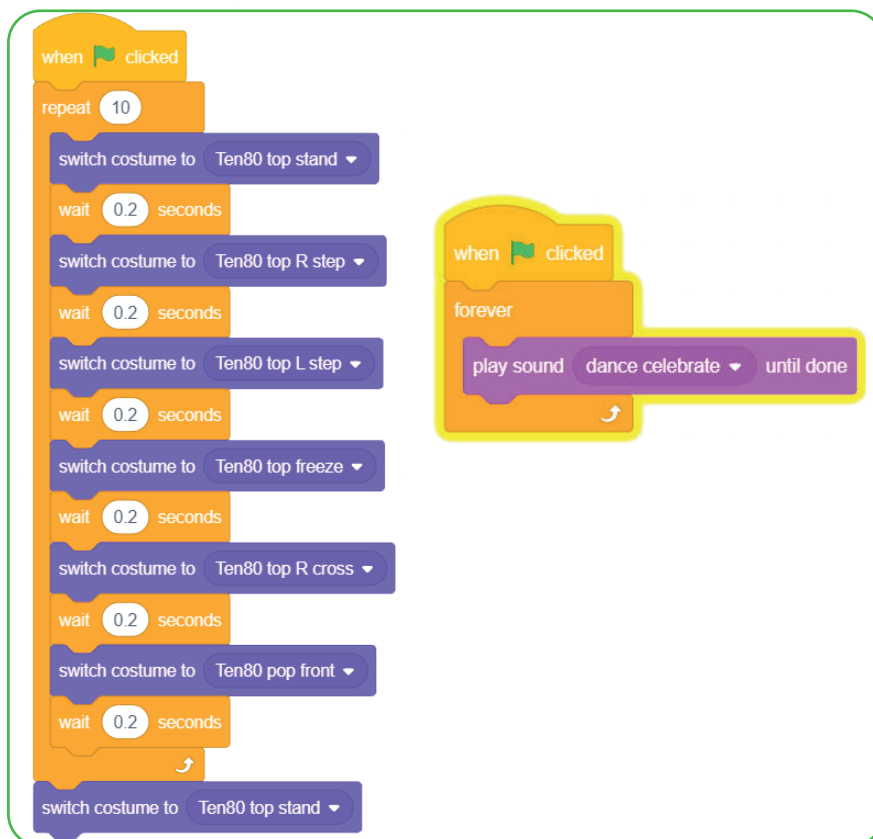 when clicked
repeat 10
switch costume to Ten80 top stand
wait 0.2 seconds
switch costume to Ten80 top R step
wait 0.2 seconds
switch costume to Ten80 top L step
wait 0.2 seconds
switch costume to Ten80 top freeze
wait 0.2 seconds
switch costume to Ten80 top R cross
wait 0.2 seconds
switch costume to Ten80 pop front
wait 0.2 seconds
switch costume to Ten80 top stand
when clicked
forever
play sound dance celebrate until done